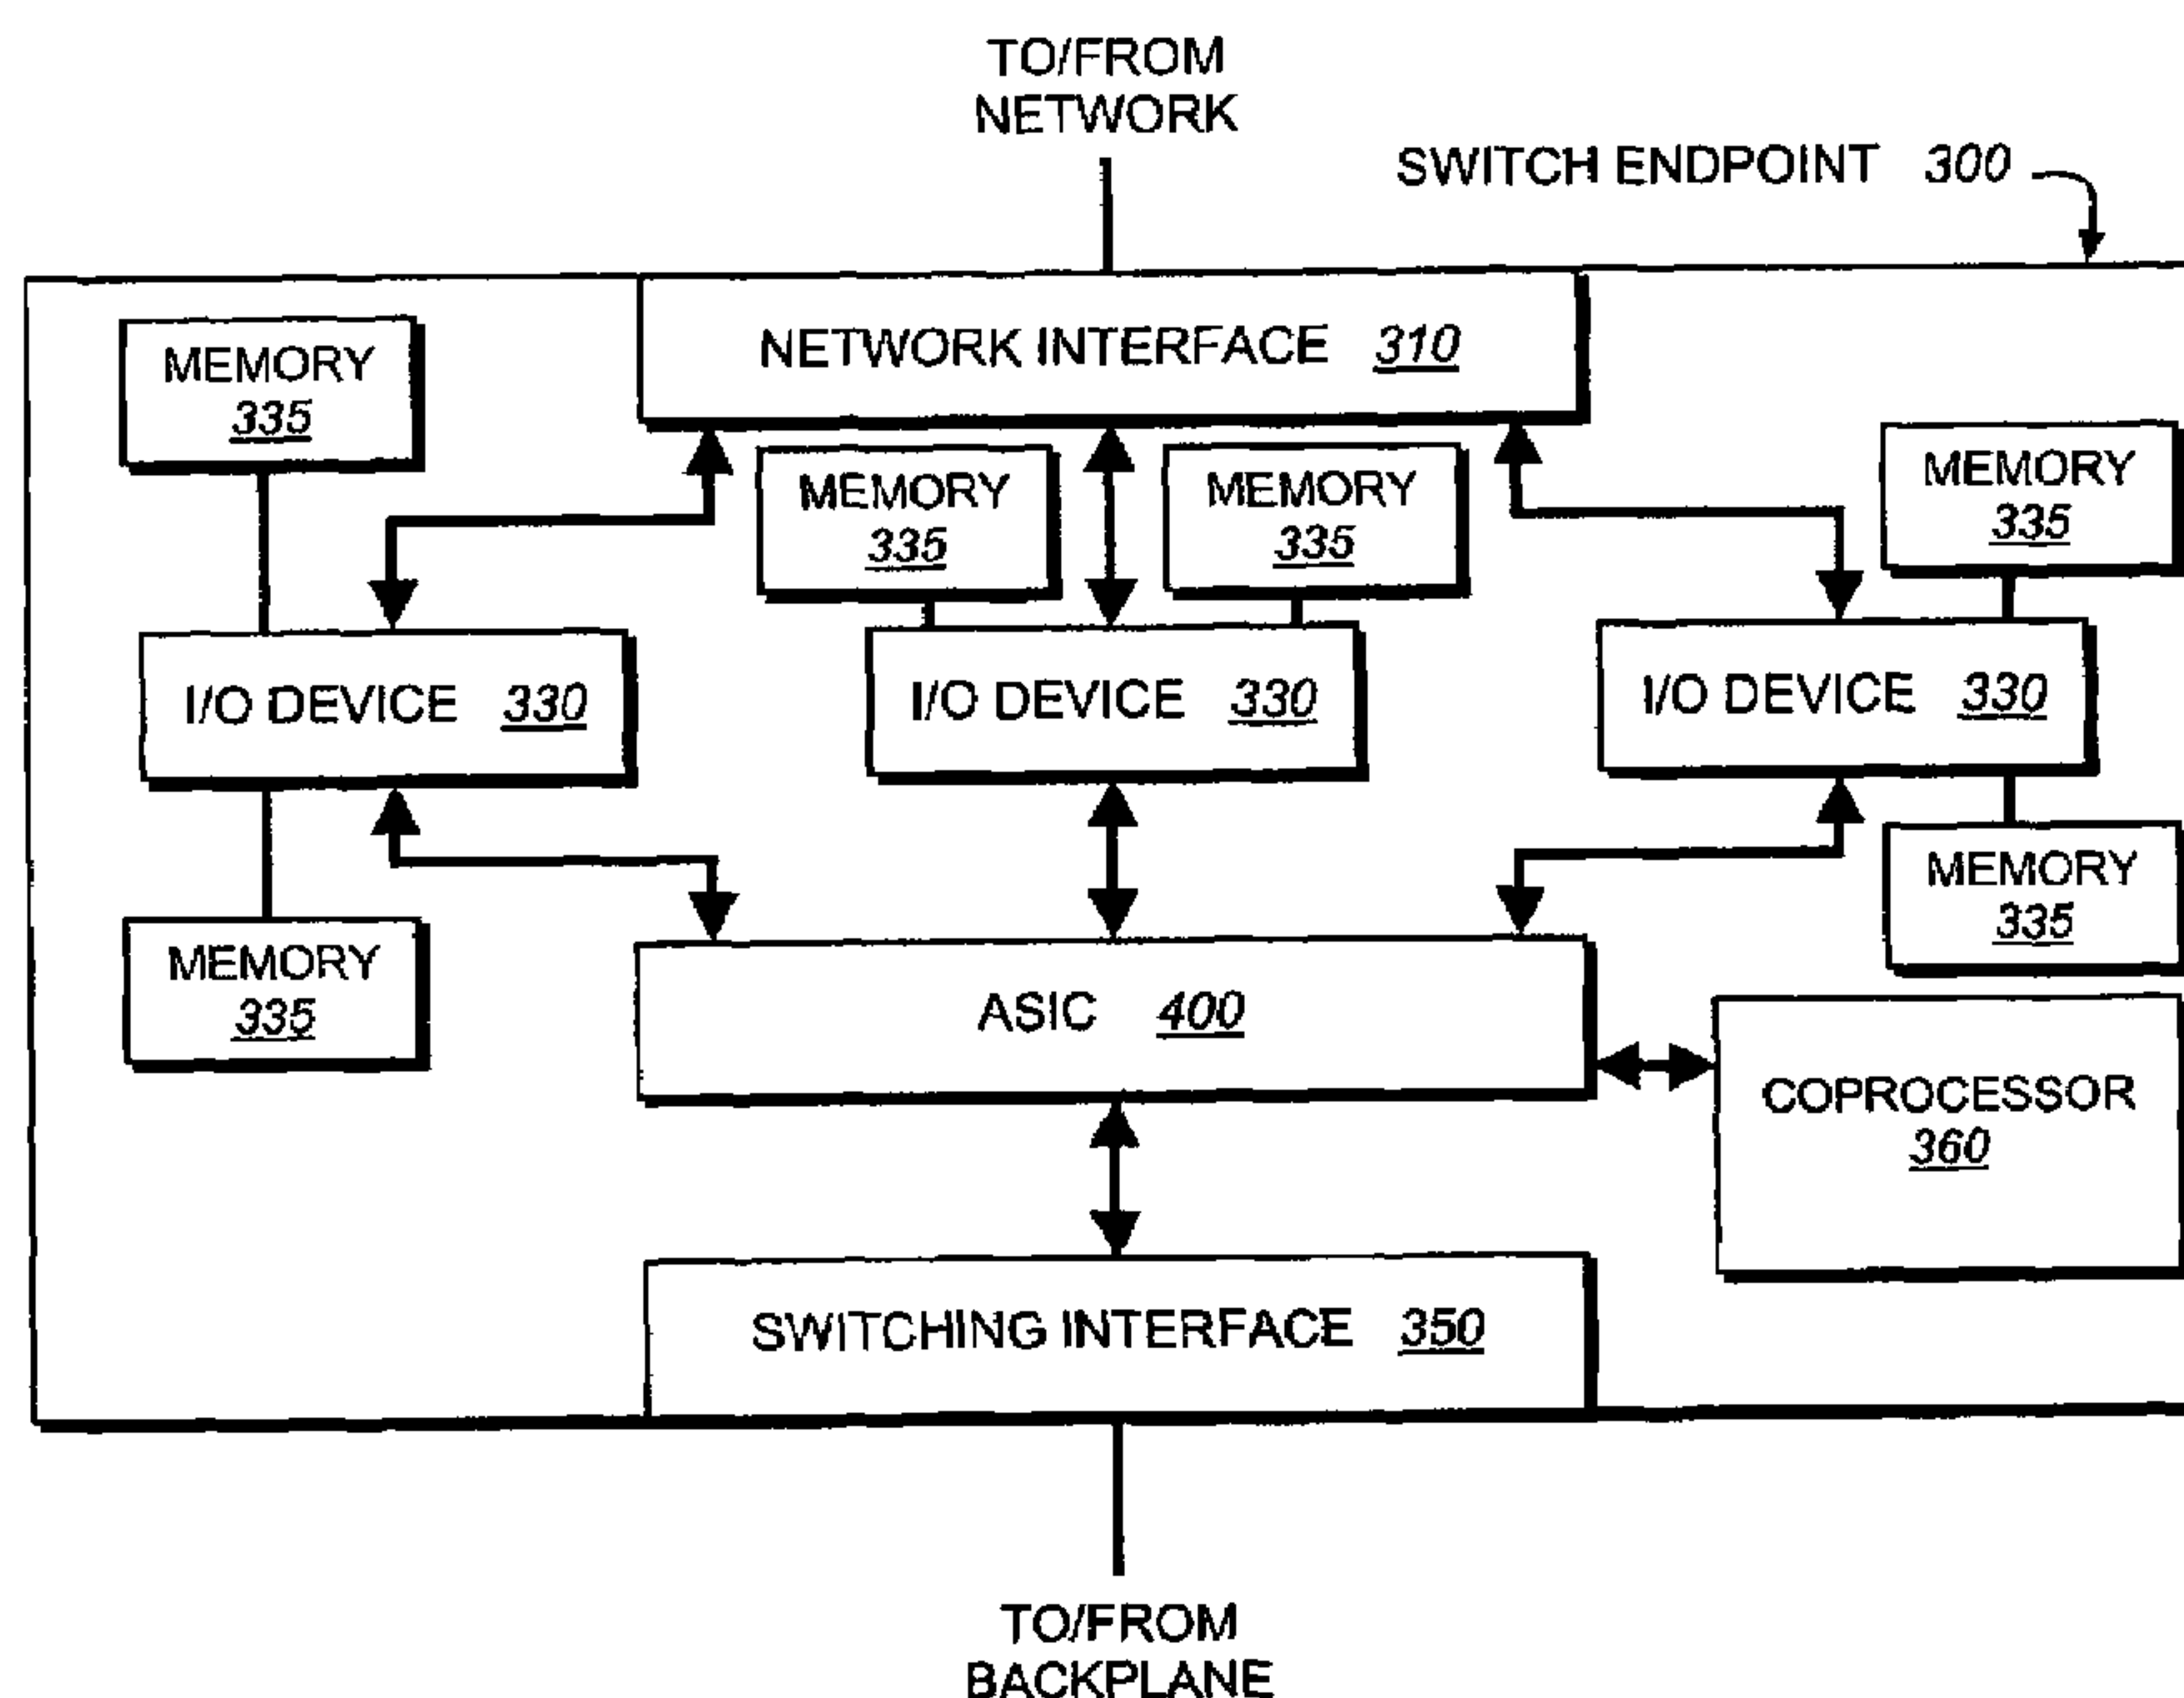 TO/FROM
NETWORK
SWITCH ENDPOINT 300
NETWORK INTERFACE 310
MEMORY
335
MEMORY
335
MEMORY
335
MEMORY
335
I/O DEVICE 330
I/O DEVICE 330
I/O DEVICE 330
MEMORY
335
MEMORY
335
ASIC 400
COPROCESSOR
360
SWITCHING INTERFACE 350
TO/FROM
BACKPLANE